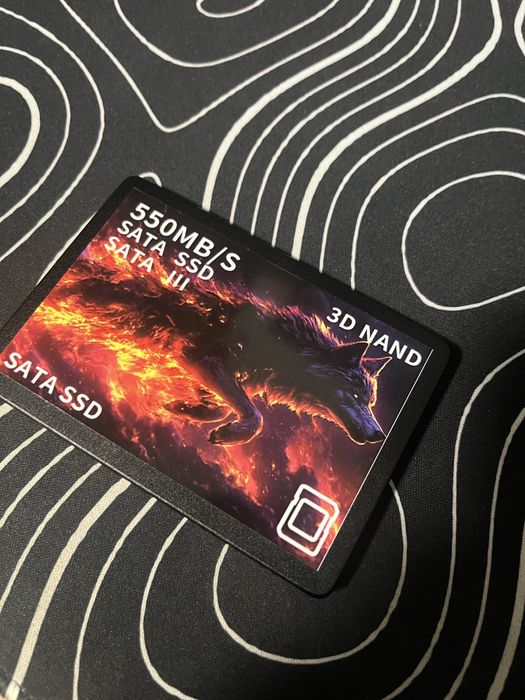 550MB/S
SATA SSD
SATA III
3D NAND
SATA SSD